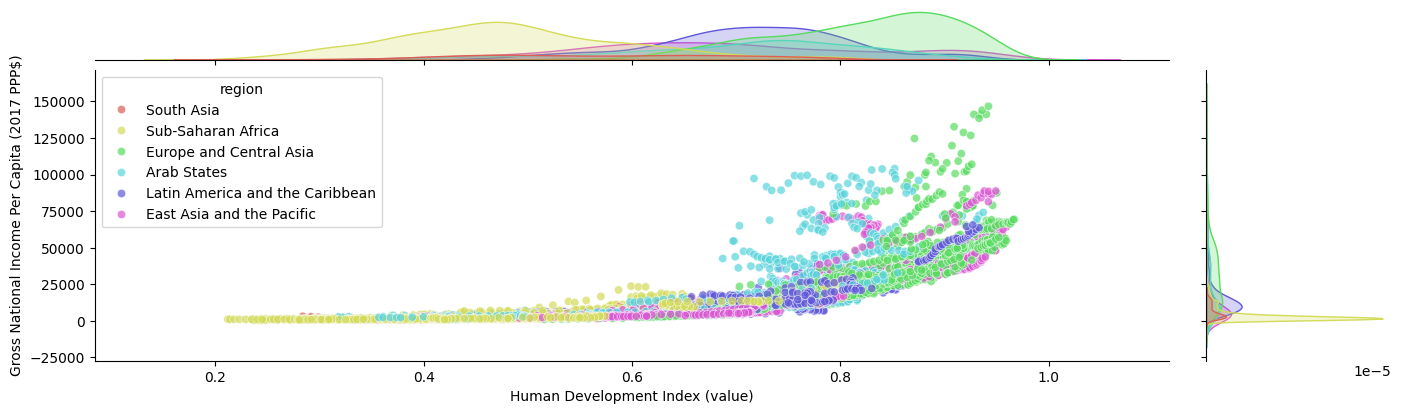 region
South Asia
Sub-Saharan Africa
Europe and Central Asia
Arab States
Latin America and the Caribbean
East Asia and the Pacific
Gross National Income Per Capita (2017 PPP$)
150000
125000
100000
75000
50000
25000
0
−25000
0.2 0.4 0.6 0.8 1.0
1e−5
Human Development Index (value)